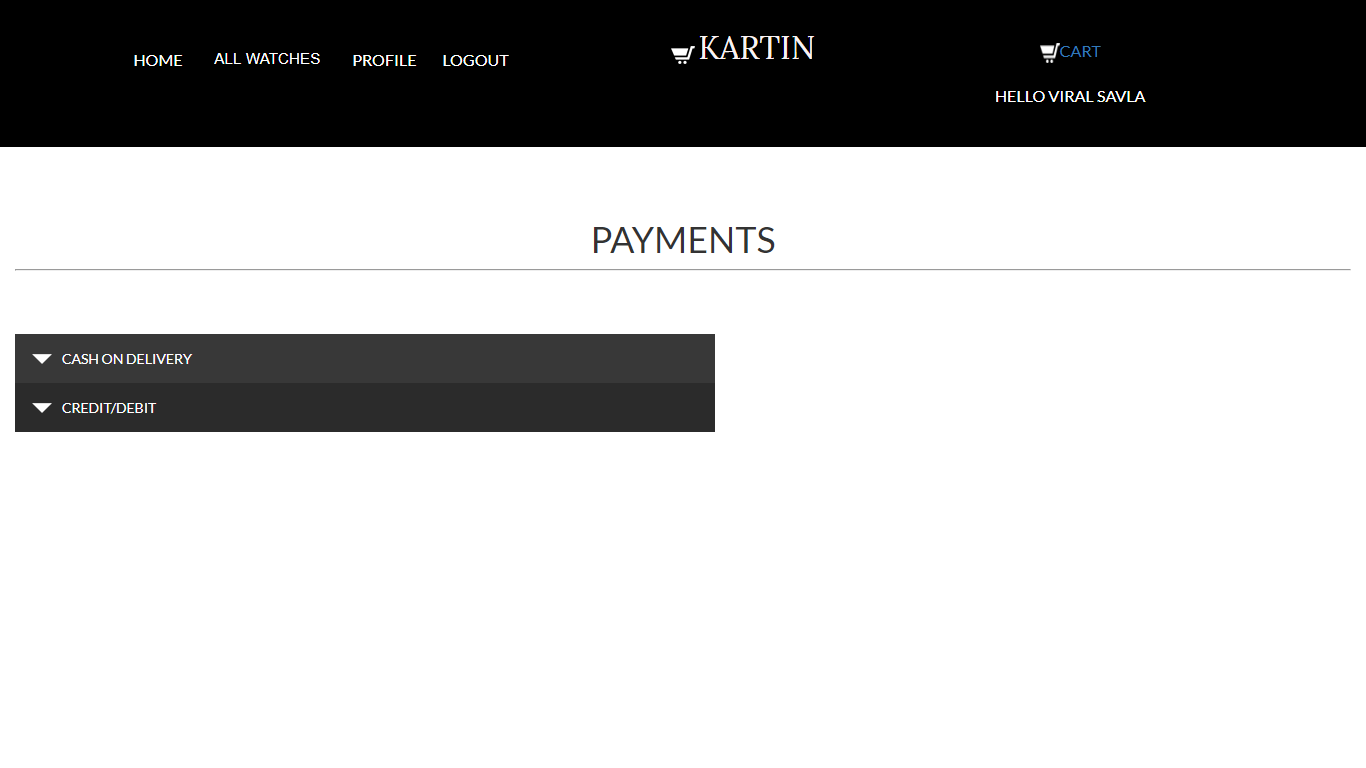 HOME ALL WATCHES PROFILE LOGOUT
KARTIN
CART
HELLO VIRAL SAVLA
PAYMENTS
CASH ON DELIVERY
CREDIT/DEBIT